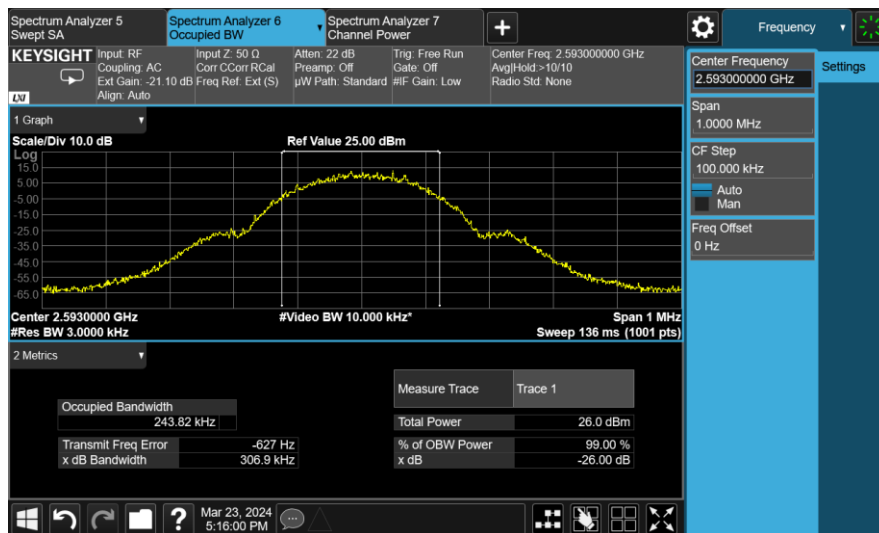 Spectrum Analyzer 5
Swept SA
Spectrum Analyzer 6
Occupied BW
Spectrum Analyzer 7
Channel Power
+
Frequency
KEYSIGHT
LXI
Input: RF
Coupling: AC
Ext Gain: -21.10 dB
Align: Auto
Input Z: 50 Ω
Corr CCorr RCal
Freq Ref: Ext (S)
Atten: 22 dB
Preamp: Off
µW Path: Standard
Trig: Free Run
Gate: Off
#IF Gain: Low
Center Freq: 2.593000000 GHz
Avg|Hold:>10/10
Radio Std: None
Center Frequency
2.593000000 GHz
Settings
Span
1.0000 MHz
CF Step
100.000 kHz
Auto
Man
Freq Offset
0 Hz
1 Graph
Scale/Div 10.0 dB
Ref Value 25.00 dBm
Log
15.0
5.00
-5.00
-15.0
-25.0
-35.0
-45.0
-55.0
-65.0
Center 2.5930000 GHz
#Video BW 10.000 kHz*
Span 1 MHz
#Res BW 3.0000 kHz
Sweep 136 ms (1001 pts)
2 Metrics
Measure Trace
Trace 1
Occupied Bandwidth
243.82 kHz
Total Power
26.0 dBm
Transmit Freq Error
-627 Hz
% of OBW Power
99.00 %
x dB Bandwidth
306.9 kHz
x dB
-26.00 dB
?
Mar 23, 2024
5:16:00 PM